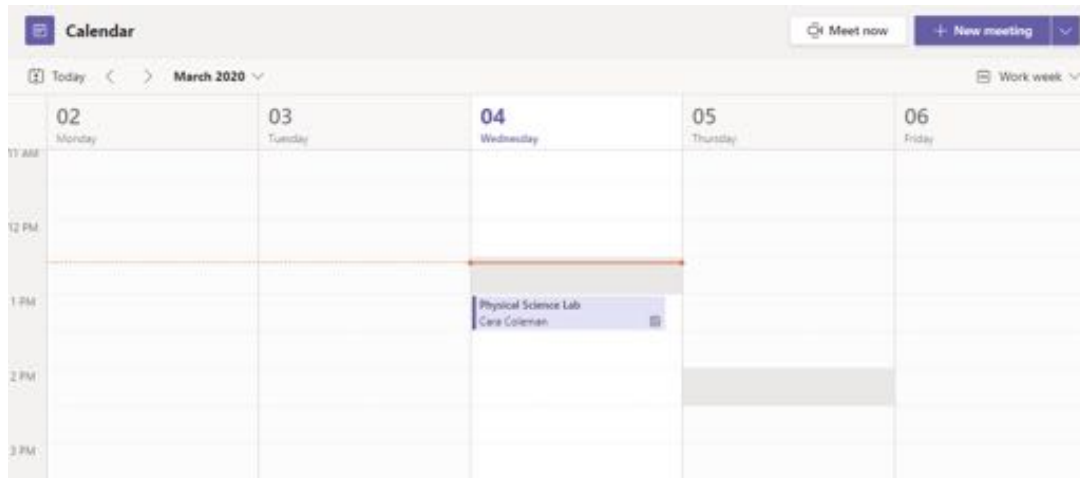 Calendar
Meet now
+ New meeting
Today
March 2020
Work week
02
Monday
03
Tuesday
04
Wednesday
05
Thursday
06
Friday
11 AM
12 PM
1 PM
Physical Science Lab
Cara Coleman
2 PM
3 PM